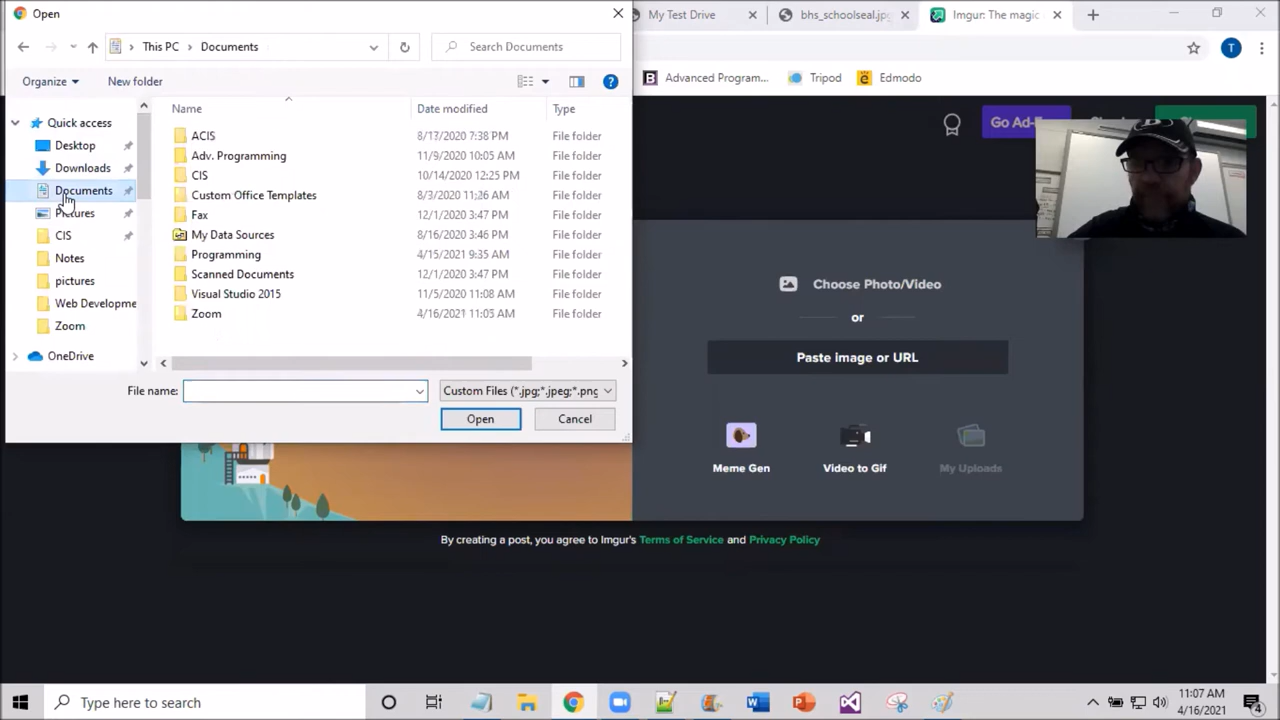 Open
My Test Drive
bhs_schoolseal.jpg
Imgur: The magic
This PC
Documents
Search Documents
Organize
New folder
Advanced Program...
Tripod
Edmodo
Name
Date modified
Type
Quick access
Desktop
Downloads
Documents
Pictures
CIS
Notes
pictures
Web Developme
Zoom
OneDrive
ACIS 8/17/2020 7:38 PM File folder
Adv. Programming 11/9/2020 10:05 AM File folder
CIS 10/14/2020 12:25 PM File folder
Custom Office Templates 8/3/2020 11:26 AM File folder
Fax 12/1/2020 3:47 PM File folder
My Data Sources 8/16/2020 3:46 PM File folder
Programming 4/15/2021 9:35 AM File folder
Scanned Documents 12/1/2020 3:47 PM File folder
Visual Studio 2015 11/5/2020 11:08 AM File folder
Zoom 4/16/2021 11:05 AM File folder
File name:
Custom Files (*.jpg;*.jpeg;*.png
Open
Cancel
T
Choose Photo/Video
or
Paste image or URL
Meme Gen
Video to Gif
My Uploads
By creating a post, you agree to Imgur's Terms of Service and Privacy Policy
Type here to search
11:07 AM
4/16/2021
4